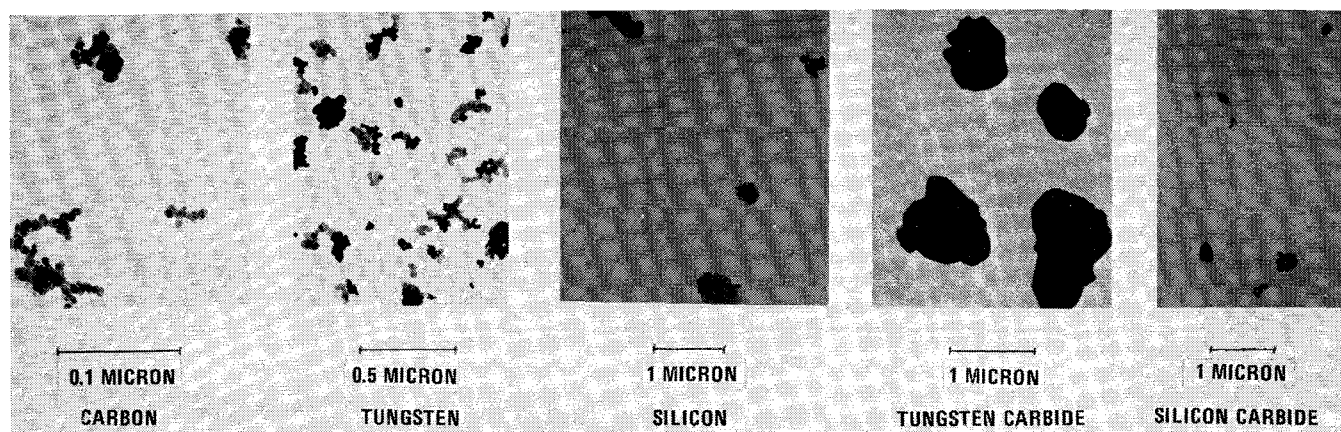 0.1 MICRON
CARBON
0.5 MICRON
TUNGSTEN
1 MICRON
SILICON
1 MICRON
TUNGSTEN CARBIDE
1 MICRON
SILICON CARBIDE